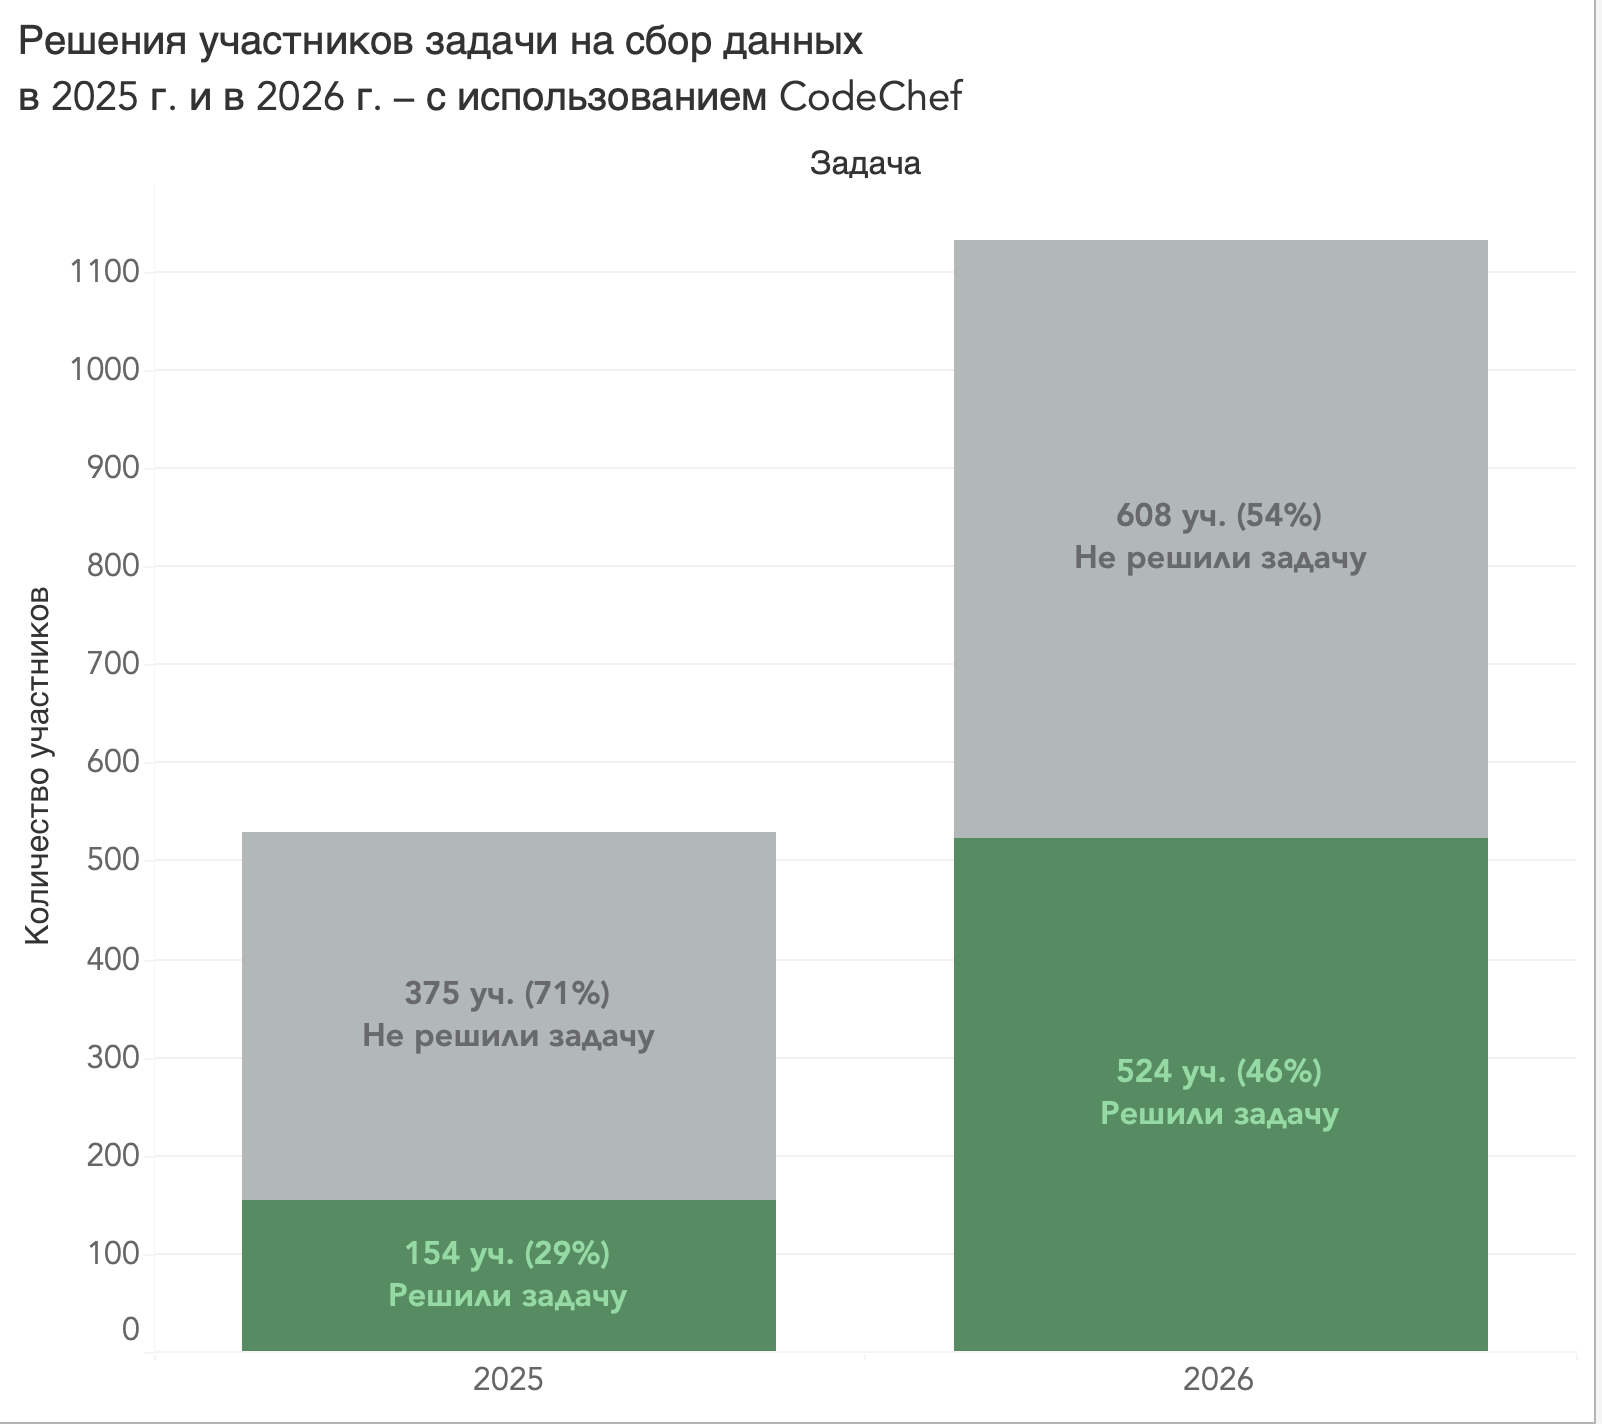 Решения участников задачи на сбор данных
в 2025 г. и в 2026 г. – с использованием CodeChef
Задача
Количество участников
1100
1000
900
800
700
600
500
400
300
200
100
0
375 уч. (71%)
Не решили задачу
154 уч. (29%)
Решили задачу
608 уч. (54%)
Не решили задачу
524 уч. (46%)
Решили задачу
2025
2026